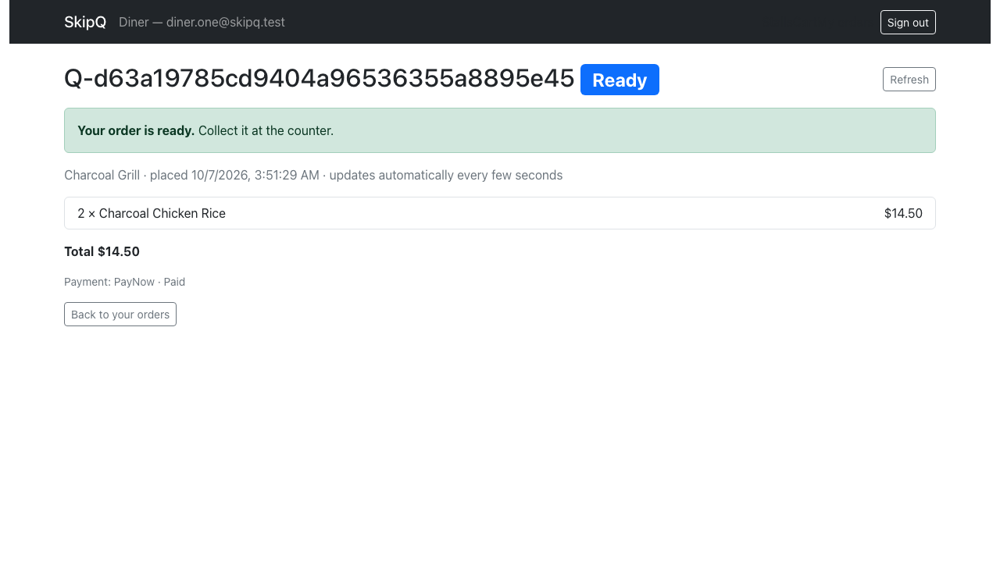 SkipQ Diner — diner.one@skipq.test Sign out
Q-d63a19785cd9404a96536355a8895e45 Ready Refresh
Your order is ready. Collect it at the counter.
Charcoal Grill · placed 10/7/2026, 3:51:29 AM · updates automatically every few seconds
2 × Charcoal Chicken Rice $14.50
Total $14.50
Payment: PayNow · Paid
Back to your orders